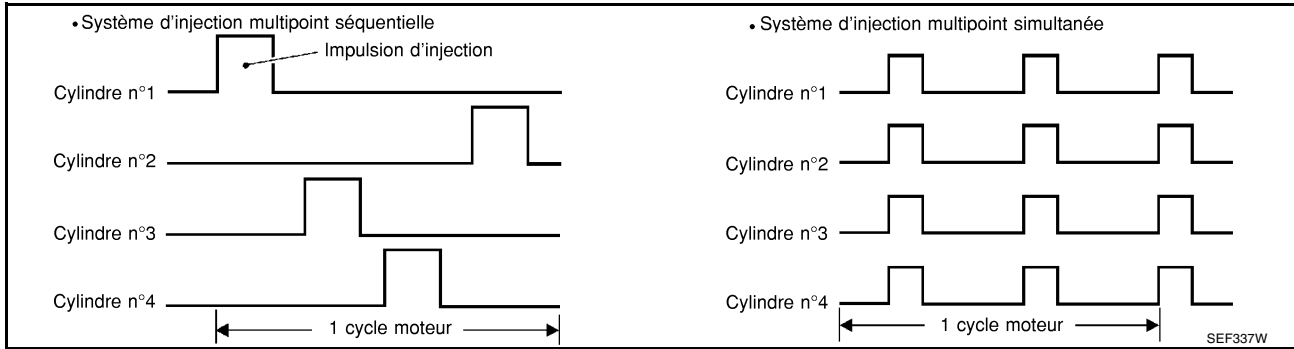 • Système d'injection multipoint séquentielle
Impulsion d'injection
Cylindre n°1
Cylindre n°2
Cylindre n°3
Cylindre n°4
1 cycle moteur
• Système d'injection multipoint simultanée
Cylindre n°1
Cylindre n°2
Cylindre n°3
Cylindre n°4
1 cycle moteur
SEF337W